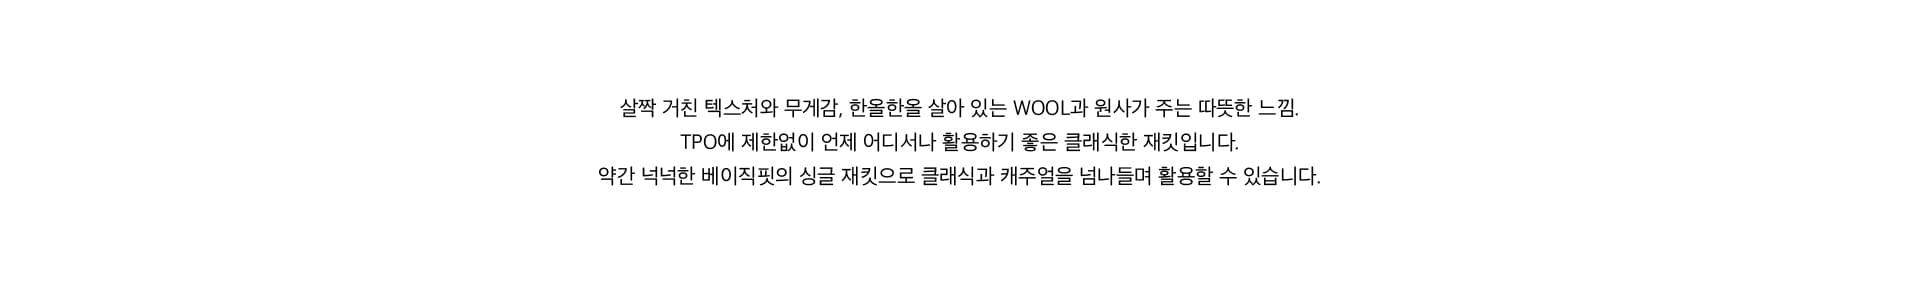 살짝 거친 텍스처와 무게감, 한올한올 살아 있는 WOOL과 원사가 주는 따뜻한 느낌.
TPO에 제한없이 언제 어디서나 활용하기 좋은 클래식한 재킷입니다.
약간 넉넉한 베이직핏의 싱글 재킷으로 클래식과 캐주얼을 넘나들며 활용할 수 있습니다.